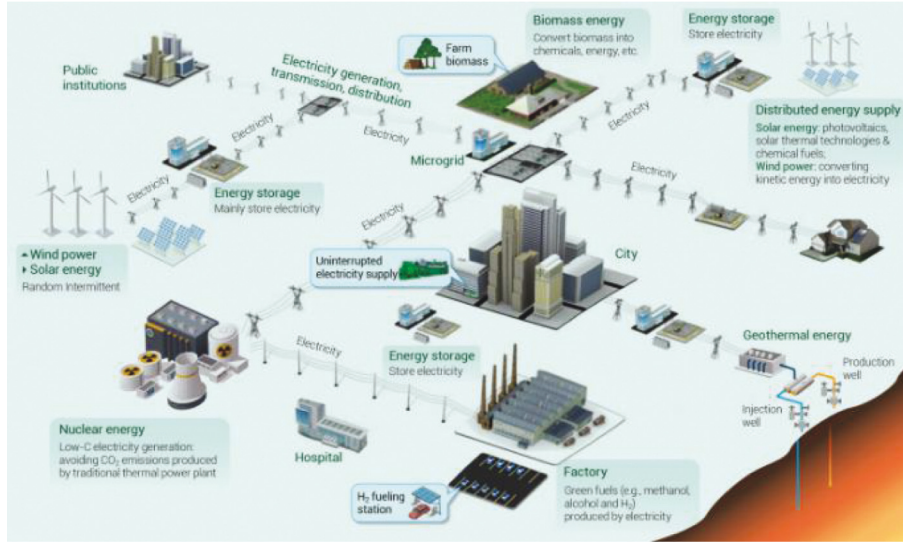 Public
institutions
Electricity generation,
transmission, distribution
Farm
biomass
Biomass energy
Convert biomass into
chemicals, energy, etc.
Energy storage
Store electricity
Electricity
Electricity
Electricity
Microgrid
Distributed energy supply
Solar energy: photovoltaics,
solar thermal technologies &
chemical fuels;
Wind power: converting
kinetic energy into electricity
Electricity
Energy storage
Mainly store electricity
Electricity
Electricity
Wind power
Solar energy
Random Intermittent
Uninterrupted
electricity supply
City
Electricity
Energy storage
Store electricity
Geothermal energy
Production
well
Injection
well
Nuclear energy
Low-C electricity generation:
avoiding CO₂ emissions produced
by traditional thermal power plant
Hospital
H₂ fueling
station
Factory
Green fuels (e.g., methanol,
alcohol and H₂)
produced by electricity